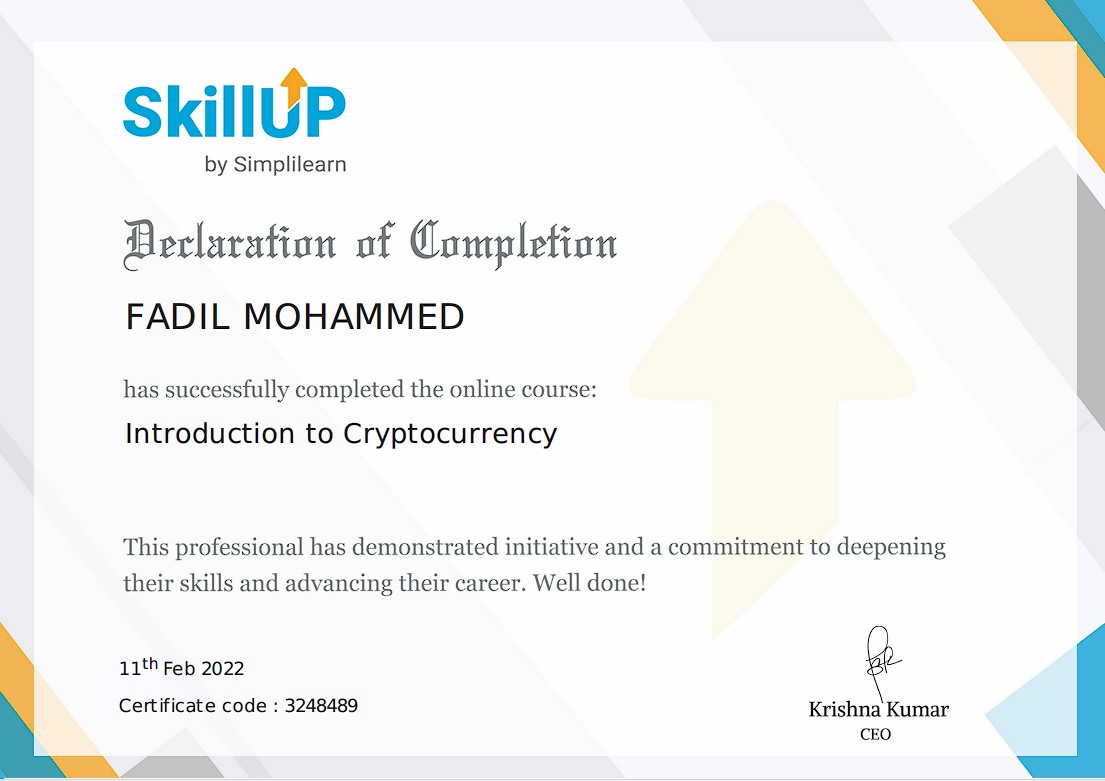 SkillUP
by Simplilearn
Declaration of Completion
FADIL MOHAMMED
has successfully completed the online course:
Introduction to Cryptocurrency
This professional has demonstrated initiative and a commitment to deepening
their skills and advancing their career. Well done!
11th Feb 2022
Certificate code : 3248489
Krishna Kumar
CEO